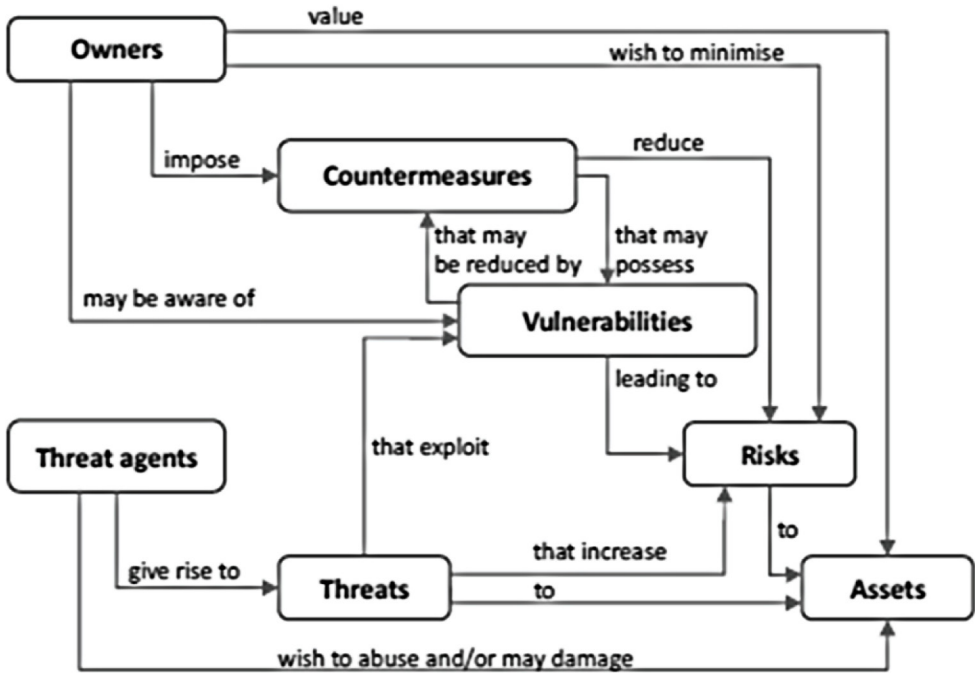 value
Owners
wish to minimise
reduce
impose
Countermeasures
that may
be reduced by
that may
possess
may be aware of
Vulnerabilities
leading to
Threat agents
that exploit
Risks
to
that increase
give rise to
Threats
to
Assets
wish to abuse and/or may damage